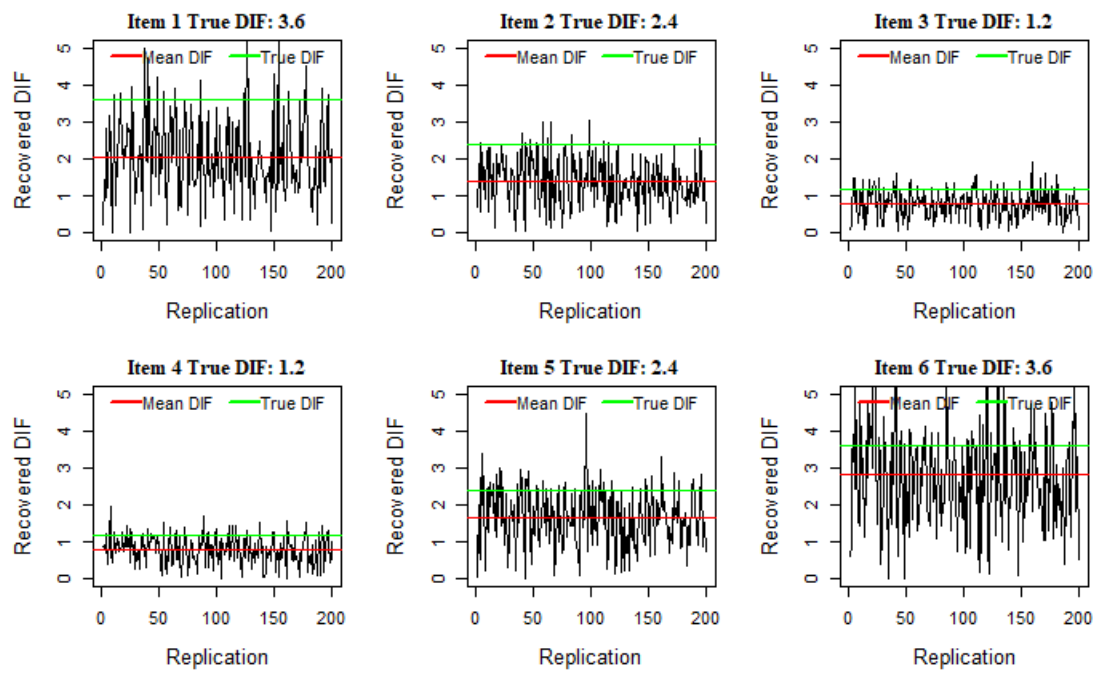 Item 1 True DIF: 3.6
Recovered DIF
5
4
3
2
1
0
Mean DIF True DIF
0 50 100 150 200
Replication
Item 2 True DIF: 2.4
Recovered DIF
5
4
3
2
1
0
Mean DIF True DIF
0 50 100 150 200
Replication
Item 3 True DIF: 1.2
Recovered DIF
5
4
3
2
1
0
Mean DIF True DIF
0 50 100 150 200
Replication
Item 4 True DIF: 1.2
Recovered DIF
5
4
3
2
1
0
Mean DIF True DIF
0 50 100 150 200
Replication
Item 5 True DIF: 2.4
Recovered DIF
5
4
3
2
1
0
Mean DIF True DIF
0 50 100 150 200
Replication
Item 6 True DIF: 3.6
Recovered DIF
5
4
3
2
1
0
Mean DIF True DIF
0 50 100 150 200
Replication